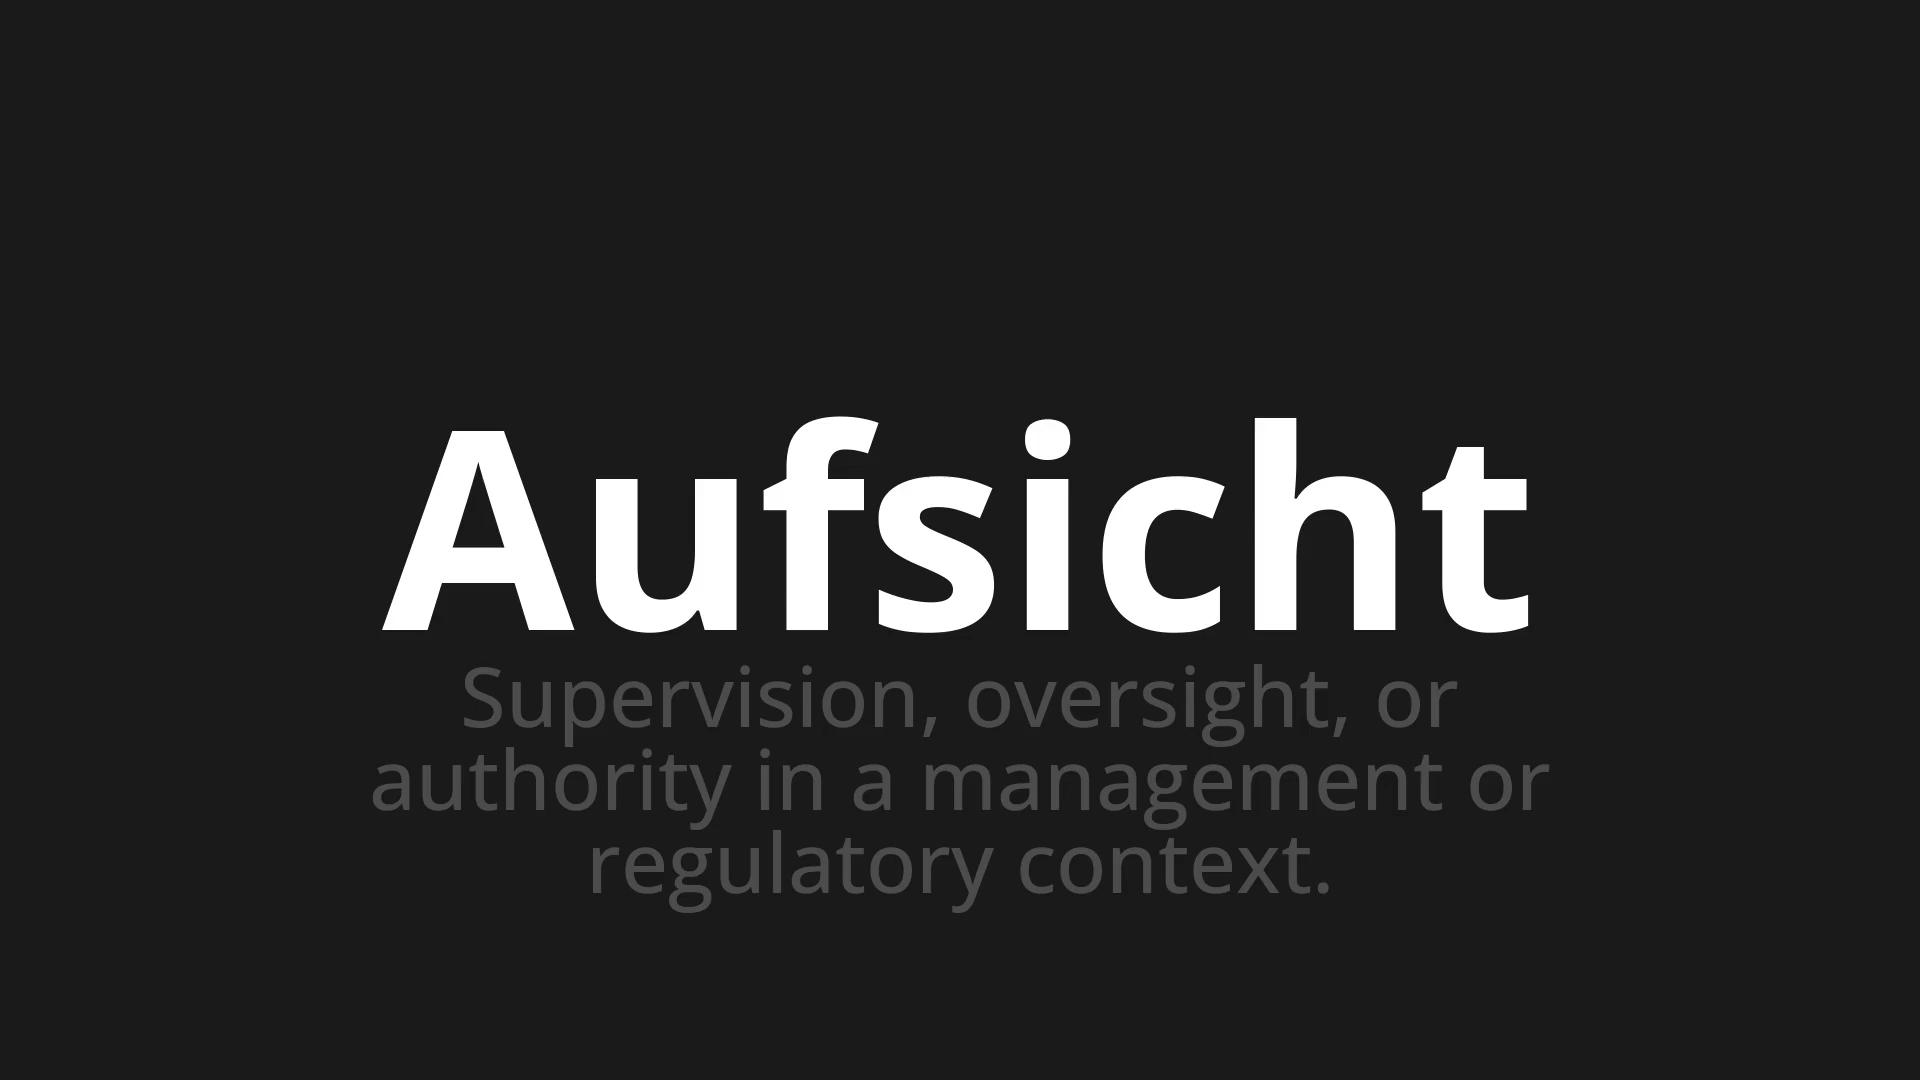 Aufsicht
Supervision, oversight, or
authority in a management or
regulatory context.